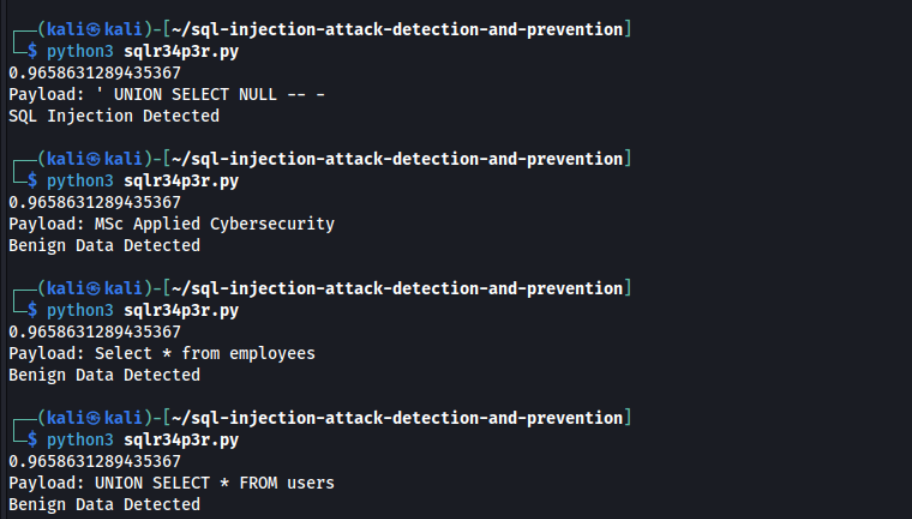 ┌──(kali㉿kali)-[~/sql-injection-attack-detection-and-prevention]
└─$ python3 sqlr34p3r.py
0.9658631289435367
Payload: ' UNION SELECT NULL -- -
SQL Injection Detected
┌──(kali㉿kali)-[~/sql-injection-attack-detection-and-prevention]
└─$ python3 sqlr34p3r.py
0.9658631289435367
Payload: MSc Applied Cybersecurity
Benign Data Detected
┌──(kali㉿kali)-[~/sql-injection-attack-detection-and-prevention]
└─$ python3 sqlr34p3r.py
0.9658631289435367
Payload: Select * from employees
Benign Data Detected
┌──(kali㉿kali)-[~/sql-injection-attack-detection-and-prevention]
└─$ python3 sqlr34p3r.py
0.9658631289435367
Payload: UNION SELECT * FROM users
Benign Data Detected